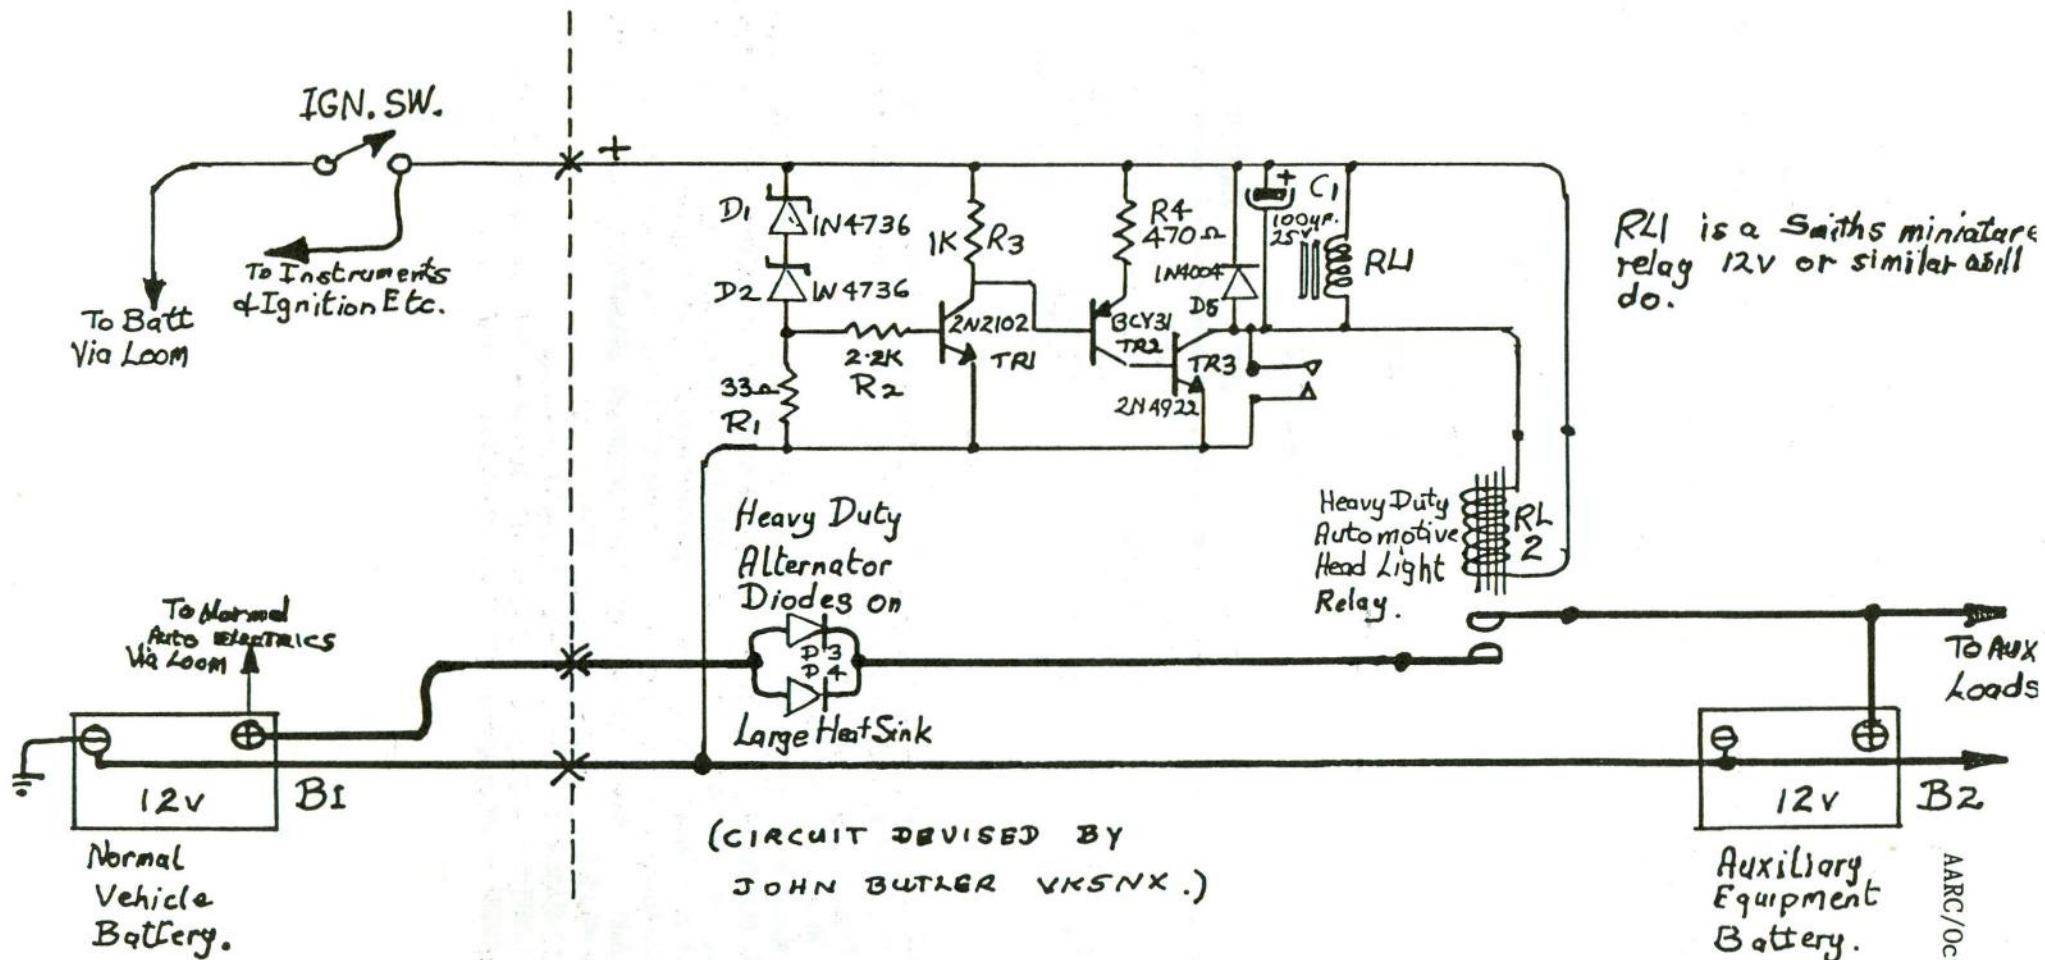 IGN. SW.
+
To Instruments
& Ignition Etc.
To Batt
Via Loom
D1
IN4736
D2
IN4736
1K
R3
2.2K
R2
33Ω
R1
2N2102
TR1
R4
470Ω
BCY31
TR2
TR3
2N4922
IN4004
D5
+
C1
100µF.
25V
RL1
RL1 is a Smiths miniature
relay 12v or similar will
do.
Heavy Duty
Alternator
Diodes on
D3
D4
Large Heat Sink
Heavy Duty
Automotive
Head Light
Relay.
RL
2
To Normal
Auto ELECTRICS
Via Loom
12v
B1
Normal
Vehicle
Battery.
(CIRCUIT DEVISED BY
JOHN BUTLER VK5NX.)
To Aux
Loads
12v
B2
Auxiliary
Equipment
Battery.
AARC/Oc